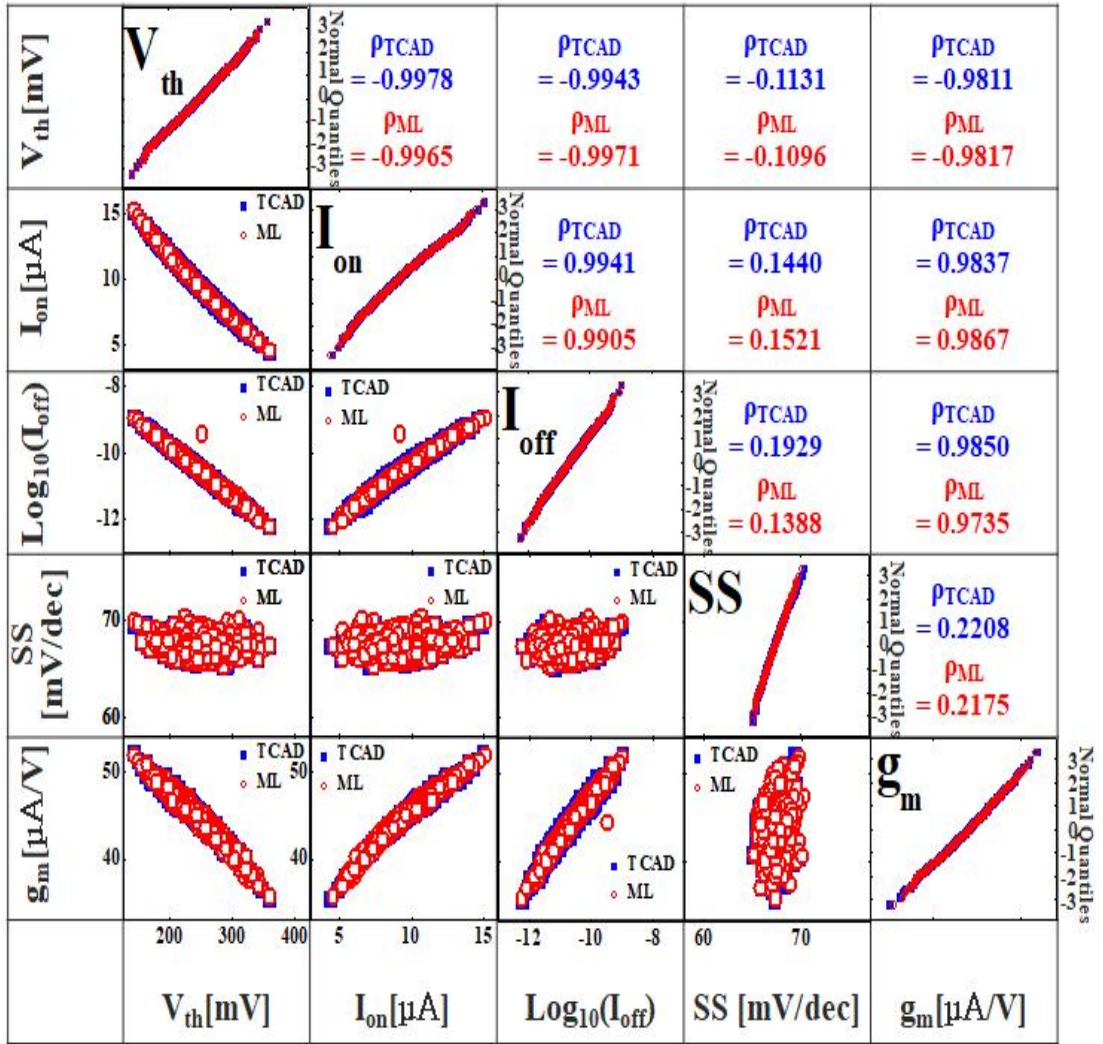 V_th[mV]
V_th
3
2
1
0
-1
-2
-3
Normal Quantiles
ρTCAD
= -0.9978
ρML
= -0.9965
ρTCAD
= -0.9943
ρML
= -0.9971
ρTCAD
= -0.1131
ρML
= -0.1096
ρTCAD
= -0.9811
ρML
= -0.9817
I_on[μA]
15
10
5
TCAD
ML
I_on
3
2
1
0
-1
-2
-3
Normal Quantiles
ρTCAD
= 0.9941
ρML
= 0.9905
ρTCAD
= 0.1440
ρML
= 0.1521
ρTCAD
= 0.9837
ρML
= 0.9867
Log10(I_off)
-8
-10
-12
TCAD
ML
TCAD
ML
I_off
3
2
1
0
-1
-2
-3
Normal Quantiles
ρTCAD
= 0.1929
ρML
= 0.1388
ρTCAD
= 0.9850
ρML
= 0.9735
SS
[mV/dec]
70
60
TCAD
ML
TCAD
ML
TCAD
ML
SS
3
2
1
0
-1
-2
-3
Normal Quantiles
ρTCAD
= 0.2208
ρML
= 0.2175
g_m[μA/V]
50
40
TCAD
ML
50
40
TCAD
ML
TCAD
ML
TCAD
ML
g_m
3
2
1
0
-1
-2
-3
Normal Quantiles
200 300 400
5 10 15
-12 -10 -8
60 70
V_th[mV]
I_on[μA]
Log10(I_off)
SS [mV/dec]
g_m[μA/V]